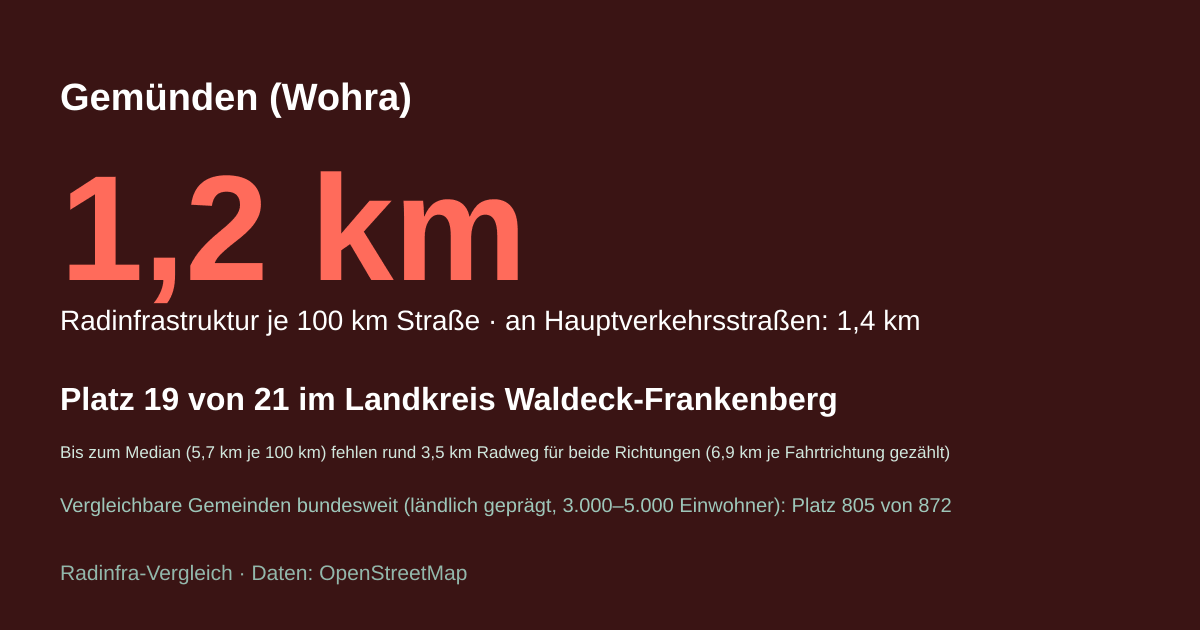 Gemünden (Wohra)
1,2 km
Radinfrastruktur je 100 km Straße · an Hauptverkehrsstraßen: 1,4 km
Platz 19 von 21 im Landkreis Waldeck-Frankenberg
Bis zum Median (5,7 km je 100 km) fehlen rund 3,5 km Radweg für beide Richtungen (6,9 km je Fahrtrichtung gezählt)
Vergleichbare Gemeinden bundesweit (ländlich geprägt, 3.000–5.000 Einwohner): Platz 805 von 872
Radinfra-Vergleich · Daten: OpenStreetMap